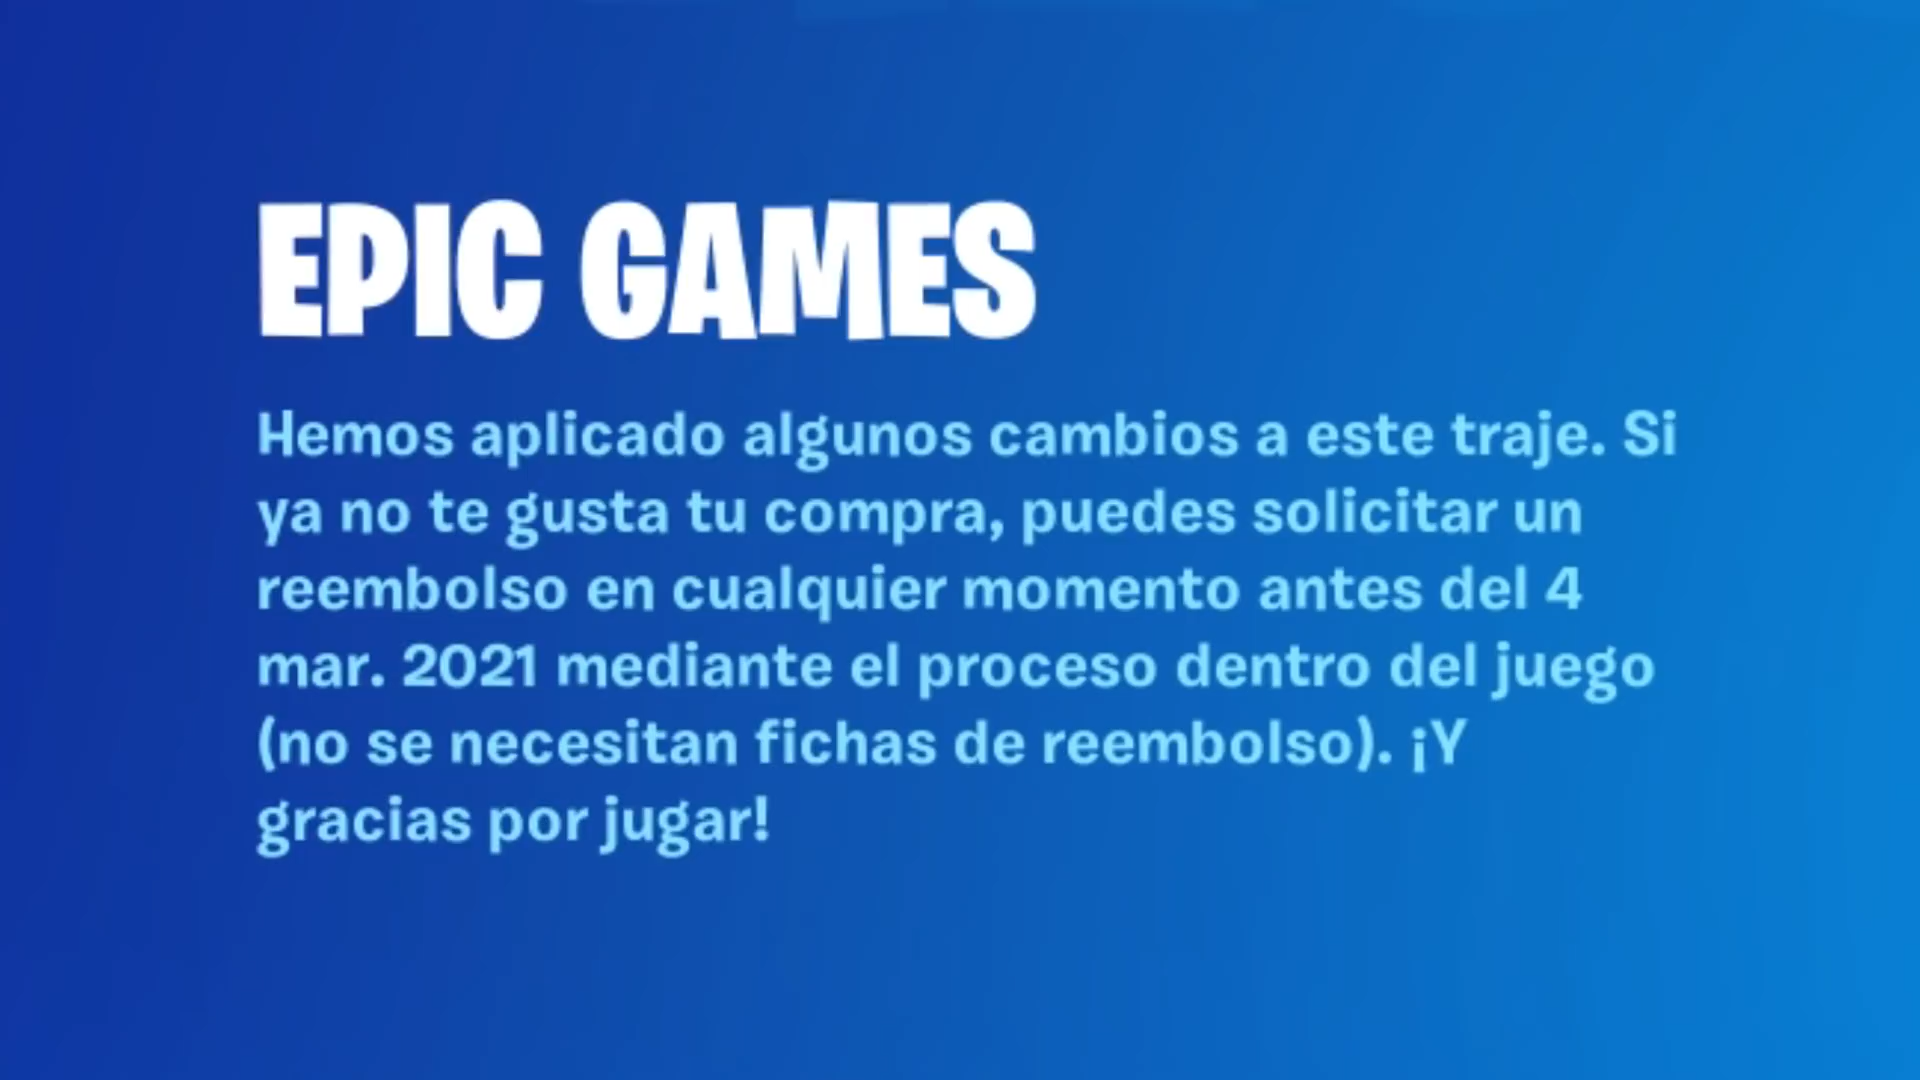 EPIC GAMES
Hemos aplicado algunos cambios a este traje. Si
ya no te gusta tu compra, puedes solicitar un
reembolso en cualquier momento antes del 4
mar. 2021 mediante el proceso dentro del juego
(no se necesitan fichas de reembolso). ¡Y
gracias por jugar!